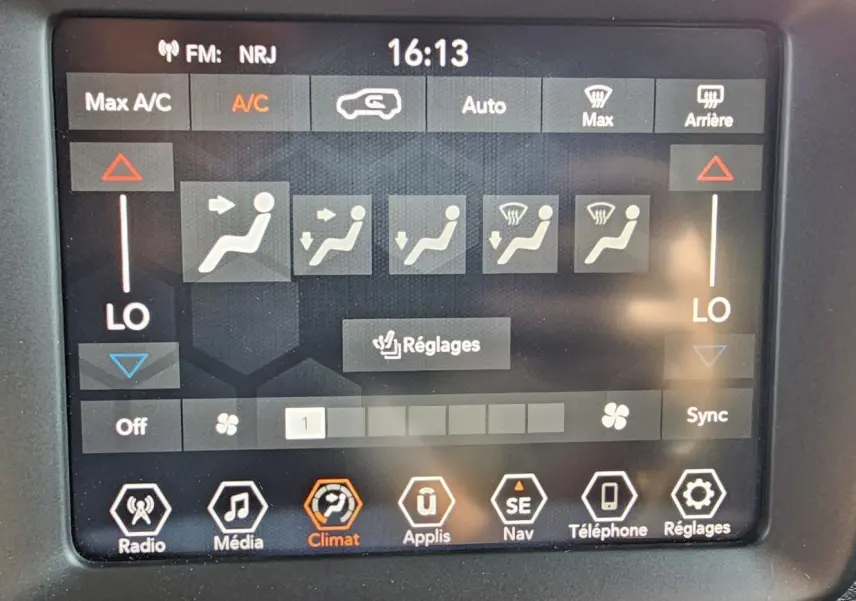 FM: NRJ 16:13
Max A/C A/C Auto Max Arrière
LO LO
Réglages
Off 1 Sync
Radio Média Climat
û
Applis
SE
Nav Téléphone Réglages